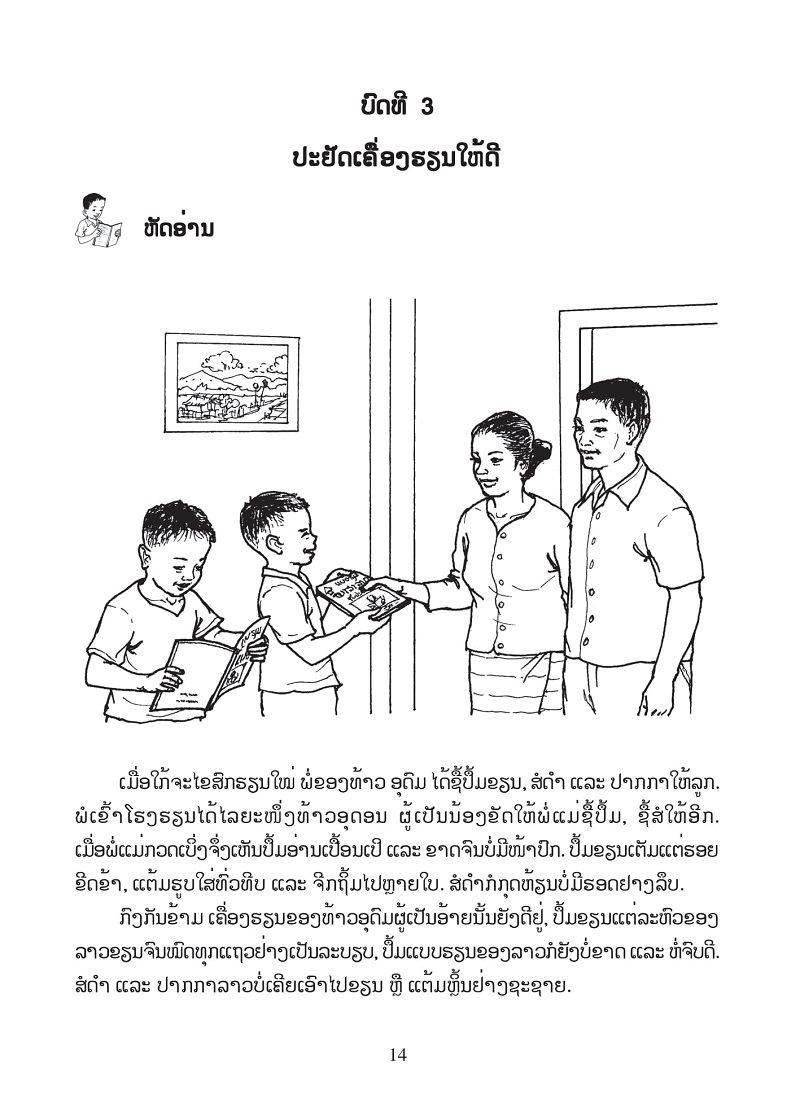 ບົດທີ 3
ປະຢັດເຄື່ອງຮຽນໃຫ້ດີ
ຫັດອ່ານ
ເມື່ອໃກ້ຈະໄຂສົກຮຽນໃໝ່ ພໍ່ຂອງທ້າວ ອຸດົມ ໄດ້ຊື້ປຶ້ມຂຽນ, ສໍດຳ ແລະ ປາກກາໃຫ້ລູກ.
ພໍເຂົ້າໂຮງຮຽນໄດ້ໄລຍະໜຶ່ງທ້າວອຸດອນ ຜູ້ເປັນນ້ອງຂັດໃຫ້ພໍ່ແມ່ຊື້ປຶ້ມ, ຊື້ສໍໃຫ້ອີກ.
ເມື່ອພໍ່ແມ່ກວດເບິ່ງຈຶ່ງເຫັນປຶ້ມອ່ານເປື້ອນເປິ ແລະ ຂາດຈົນບໍ່ມີໜ້າປົກ. ປຶ້ມຂຽນເຕັມແຕ່ຮອຍ
ຂີດຂ້າ, ແຕ້ມຮູບໃສ່ທົ່ວທີບ ແລະ ຈີກຖິ້ມໄປຫຼາຍໃບ. ສໍດຳກໍກຸດຫ້ຽນບໍ່ມີຮອດຢາງລຶບ.
ກົງກັນຂ້າມ ເຄື່ອງຮຽນຂອງທ້າວອຸດົມຜູ້ເປັນອ້າຍນັ້ນຍັງດີຢູ່, ປຶ້ມຂຽນແຕ່ລະຫົວຂອງ
ລາວຂຽນຈົນໝົດທຸກແຖວຢ່າງເປັນລະບຽບ, ປຶ້ມແບບຮຽນຂອງລາວກໍຍັງບໍ່ຂາດ ແລະ ຫໍ່ຈົບດີ.
ສໍດຳ ແລະ ປາກກາລາວບໍ່ເຄີຍເອົາໄປຂຽນ ຫຼື ແຕ້ມຫຼິ້ນຢ່າງຊະຊາຍ.
14